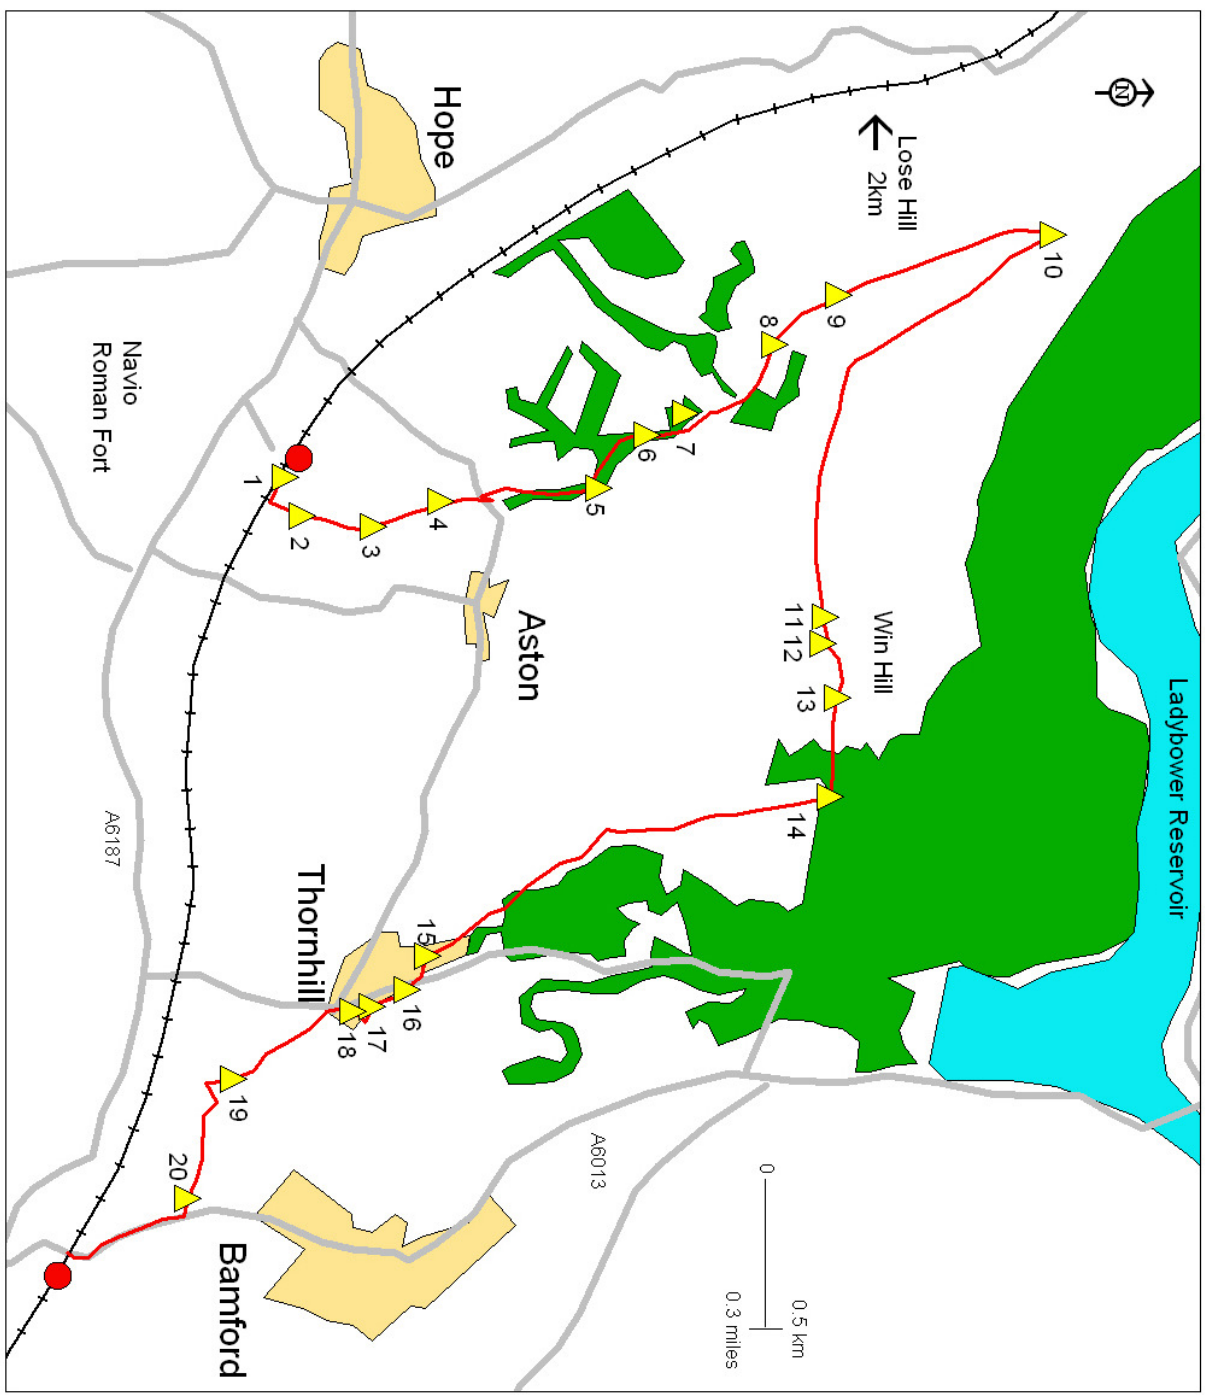 N
Lose Hill
2km
Hope
10
9
8
7
6
5
4
3
2
1
Navio
Roman Fort
Aston
Win Hill
11
12
13
14
Ladybower Reservoir
A6187
Thornhill
15
16
17
18
19
20
A6013
Bamford
0
0.5 km
0.3 miles